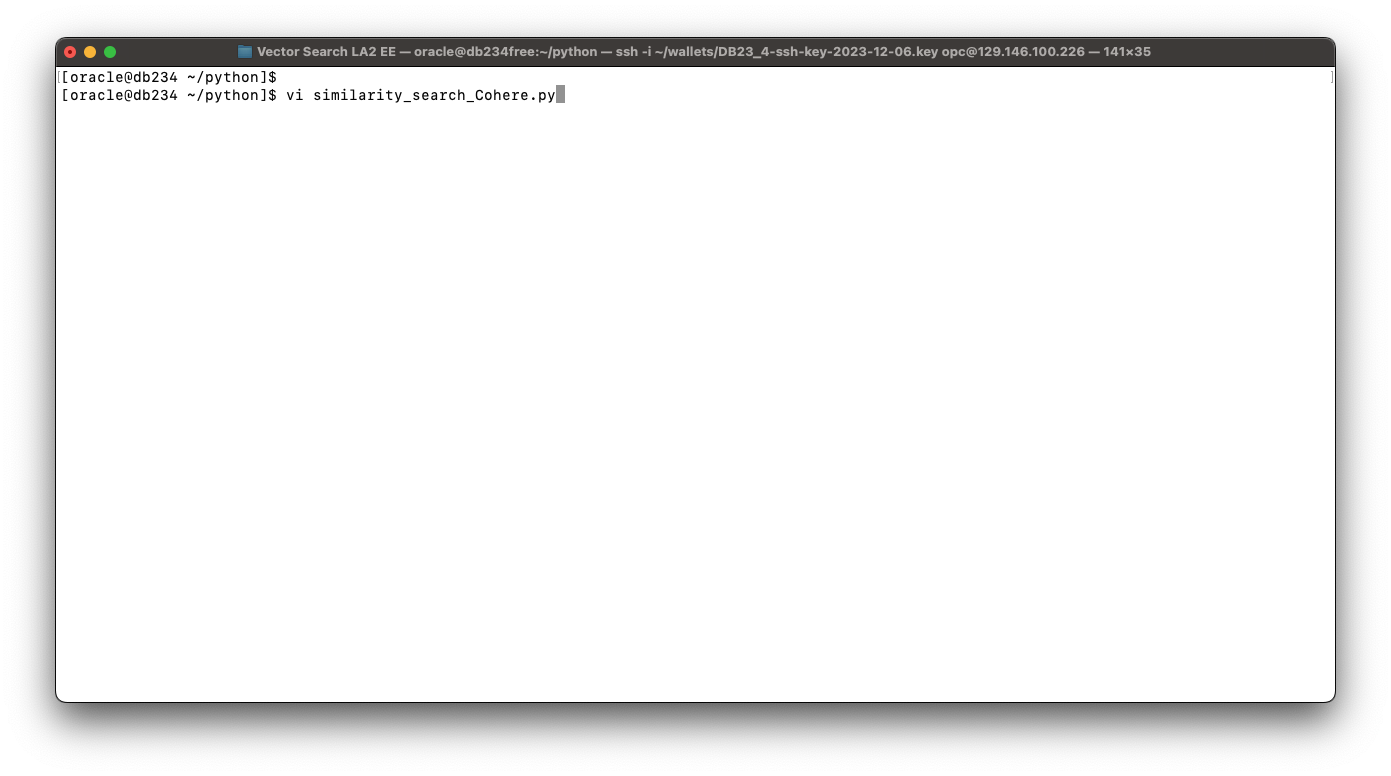 Vector Search LA2 EE — oracle@db234free:~/python — ssh -i ~/wallets/DB23_4-ssh-key-2023-12-06.key opc@129.146.100.226 — 141×35
[[oracle@db234 ~/python]$ ]
[oracle@db234 ~/python]$ vi similarity_search_Cohere.py